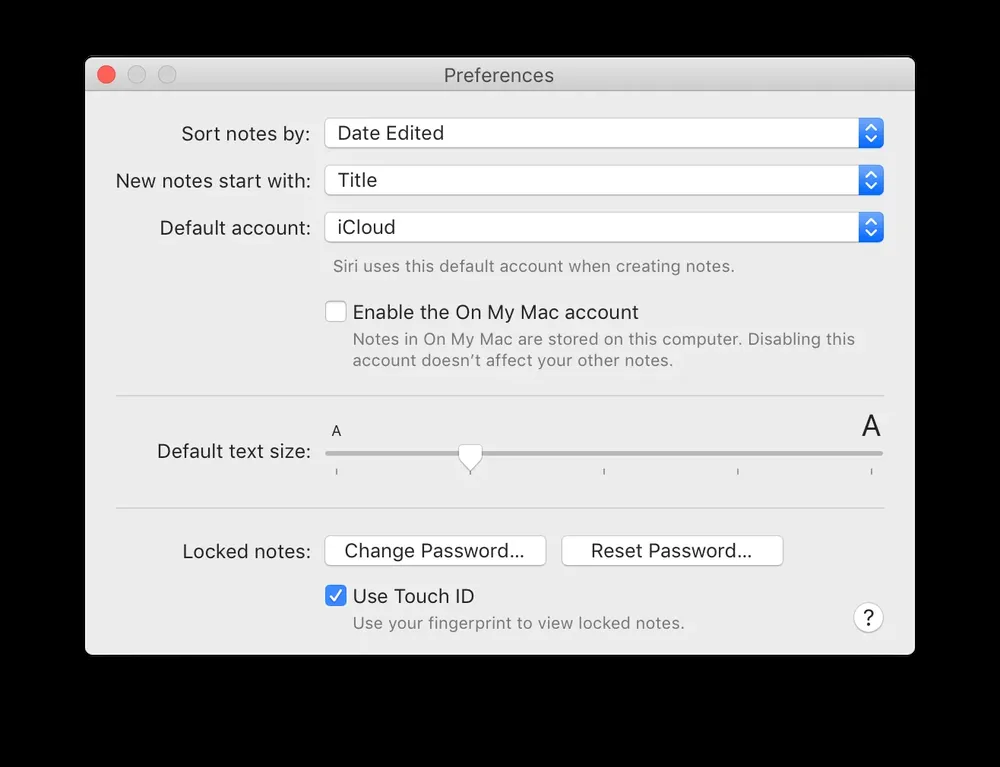 Preferences
Sort notes by: Date Edited
New notes start with: Title
Default account: iCloud
Siri uses this default account when creating notes.
Enable the On My Mac account
Notes in On My Mac are stored on this computer. Disabling this
account doesn’t affect your other notes.
A A
Default text size:
Locked notes: Change Password... Reset Password...
Use Touch ID
Use your fingerprint to view locked notes.
?